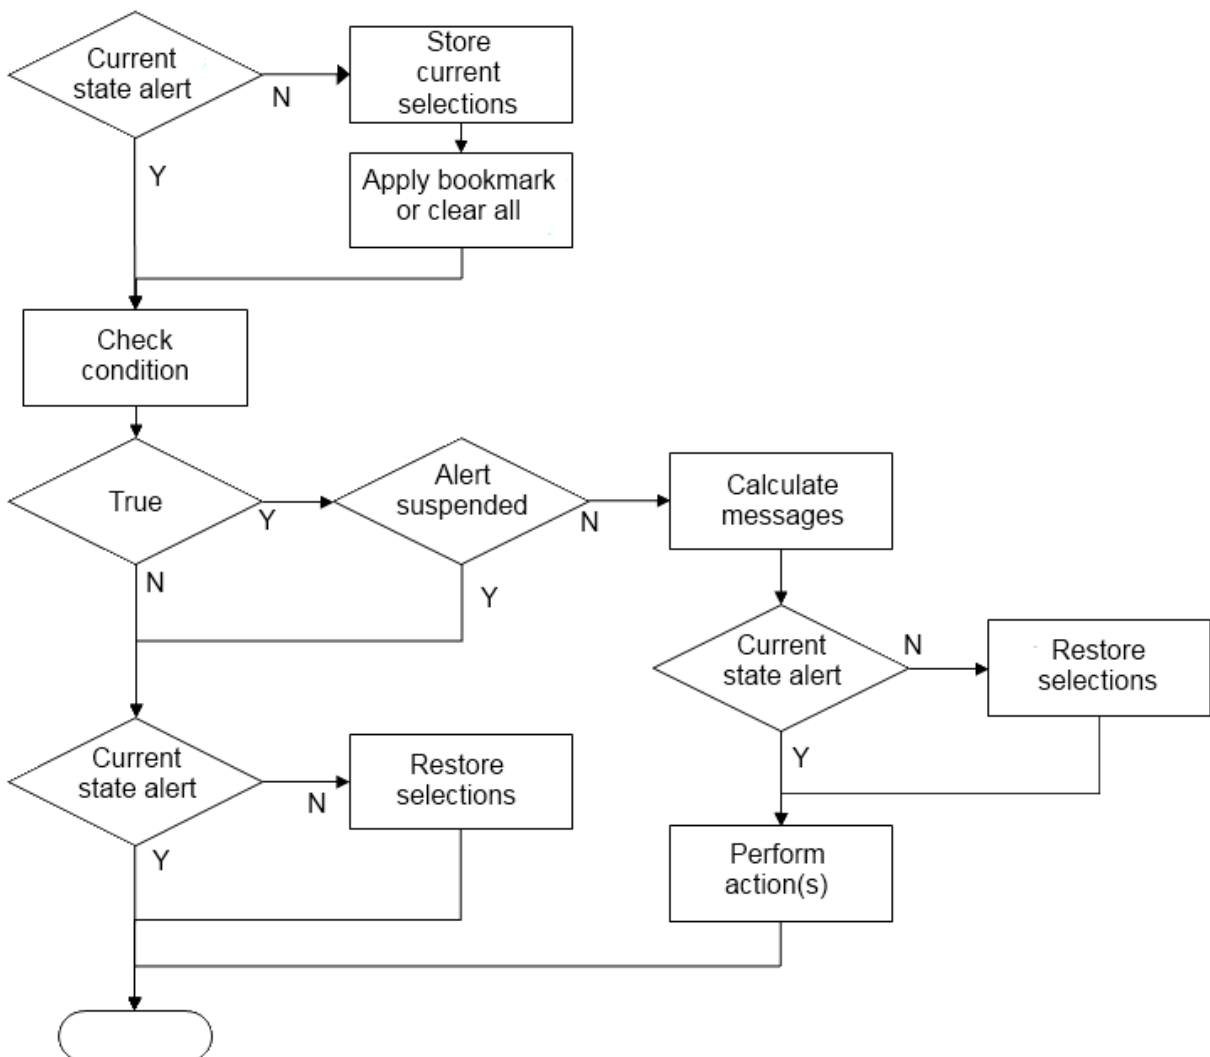 Current
state alert
N
Store
current
selections
Y
Apply bookmark
or clear all
Check
condition
True
Y
Alert
suspended
N
Calculate
messages
N
Y
Current
state alert
N
Restore
selections
Y
Current
state alert
N
Restore
selections
Y
Perform
action(s)